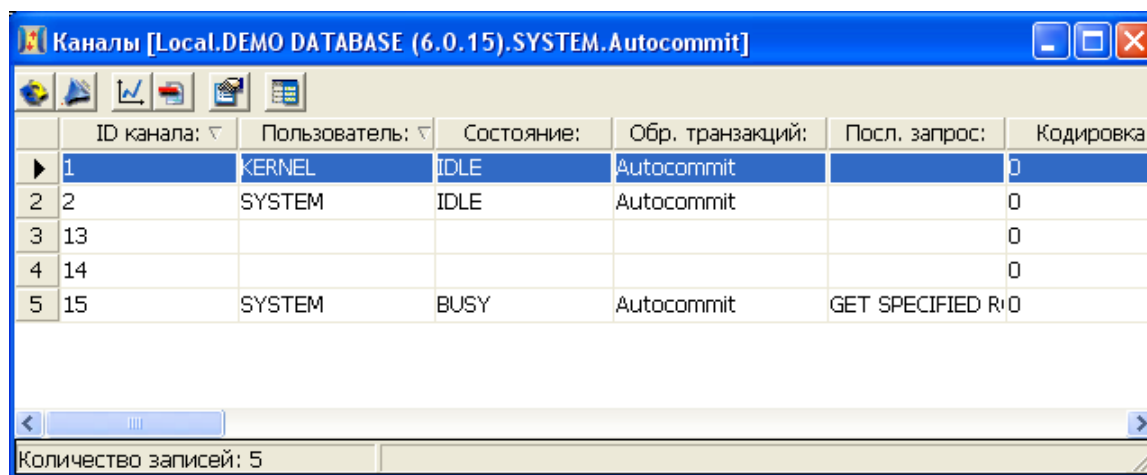 Каналы [Local.DEMO DATABASE (6.0.15).SYSTEM.Autocommit]
ID канала: Пользователь: Состояние: Обр. транзакций: Посл. запрос: Кодировка
1 KERNEL IDLE Autocommit 0
2 2 SYSTEM IDLE Autocommit 0
3 13 0
4 14 0
5 15 SYSTEM BUSY Autocommit GET SPECIFIED 0
Количество записей: 5